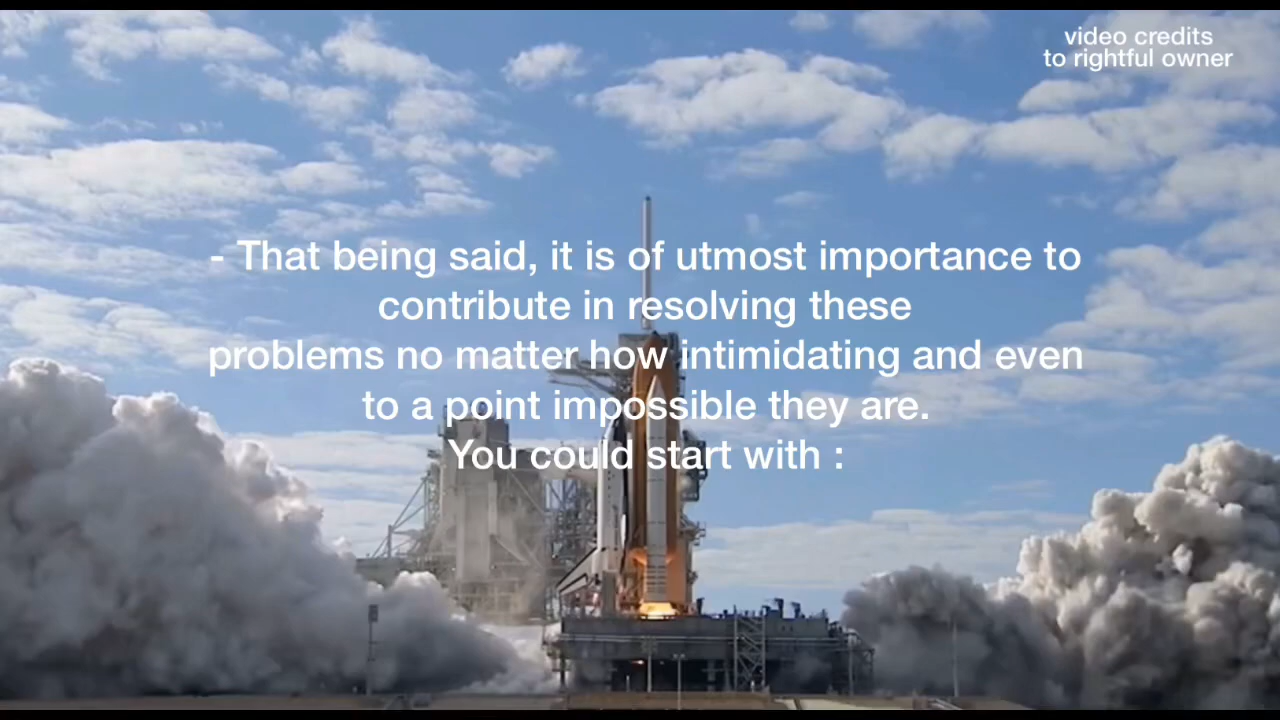 video credits
to rightful owner
- That being said, it is of utmost importance to
contribute in resolving these
problems no matter how intimidating and even
to a point impossible they are.
You could start with :